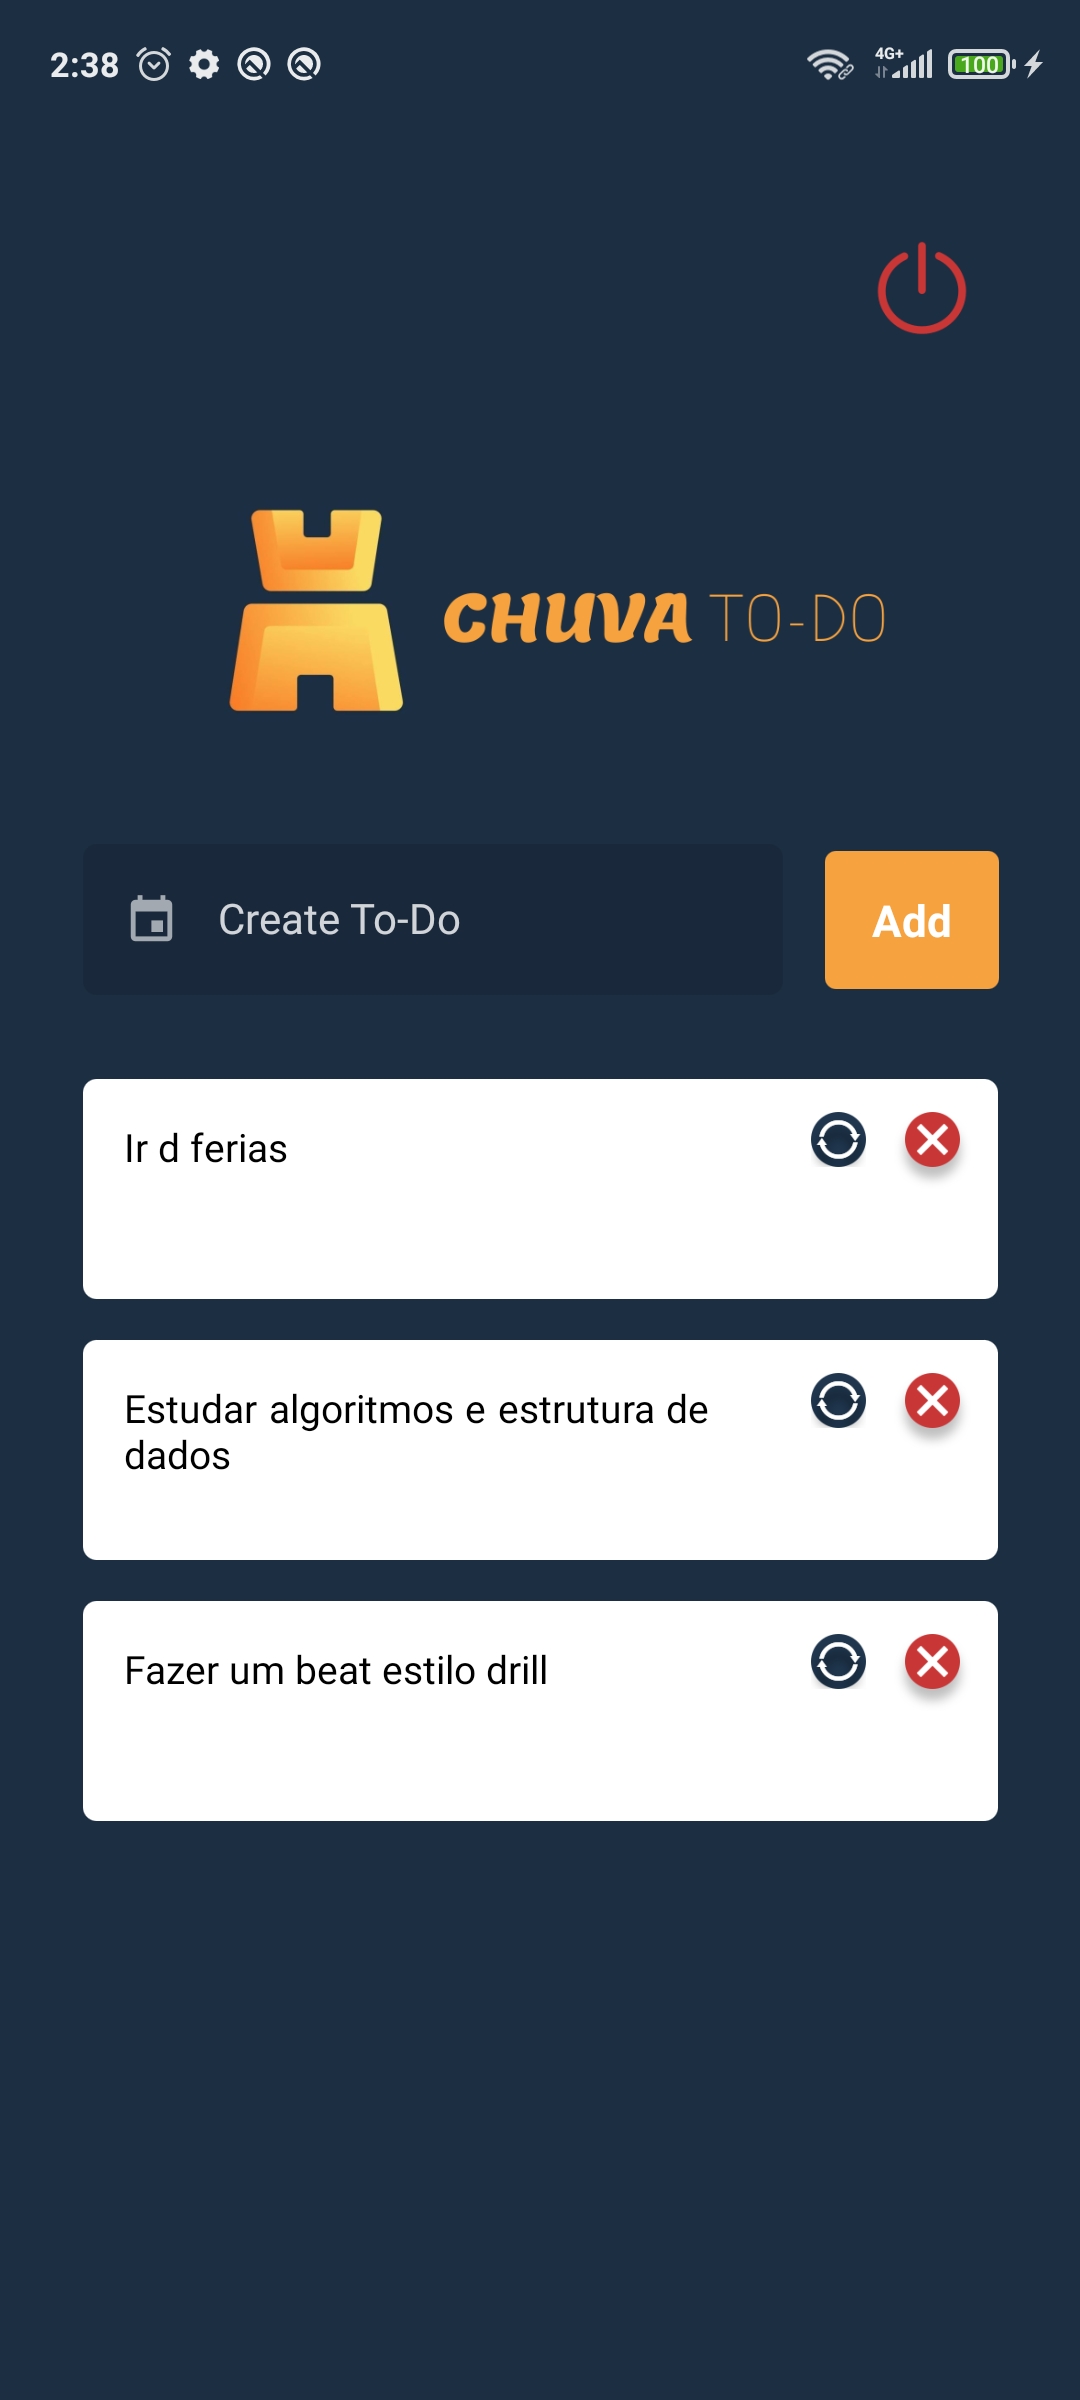 2:38
4G+
100
CHUVA TO-DO
Create To-Do
Add
Ir d ferias
Estudar algoritmos e estrutura de
dados
Fazer um beat estilo drill